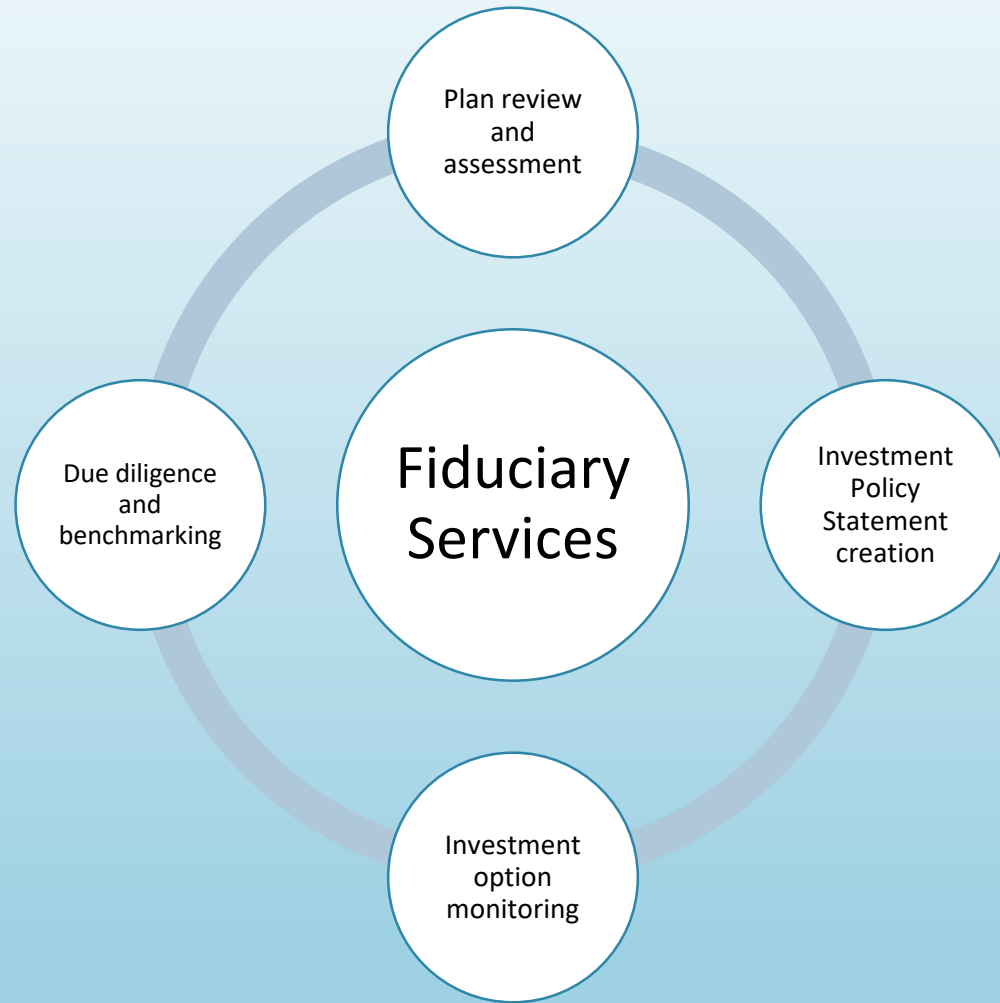 Plan review
and
assessment
Due diligence
and
benchmarking
Fiduciary
Services
Investment
Policy
Statement
creation
Investment
option
monitoring